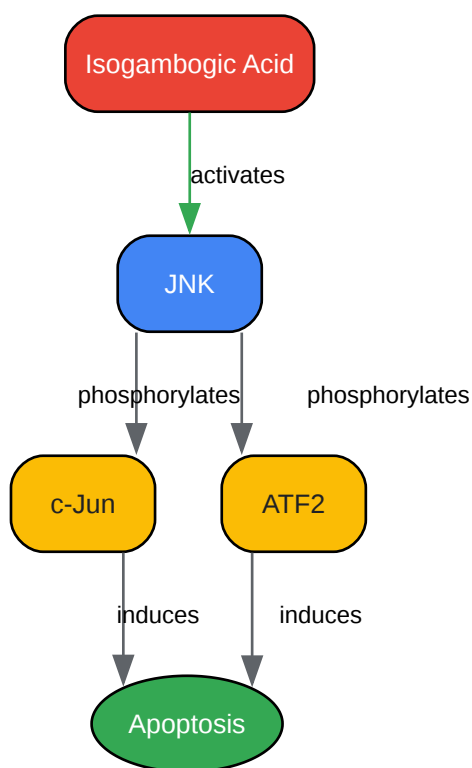 Isogambogic Acid
activates
JNK
phosphorylates
phosphorylates
c-Jun
ATF2
induces
induces
Apoptosis